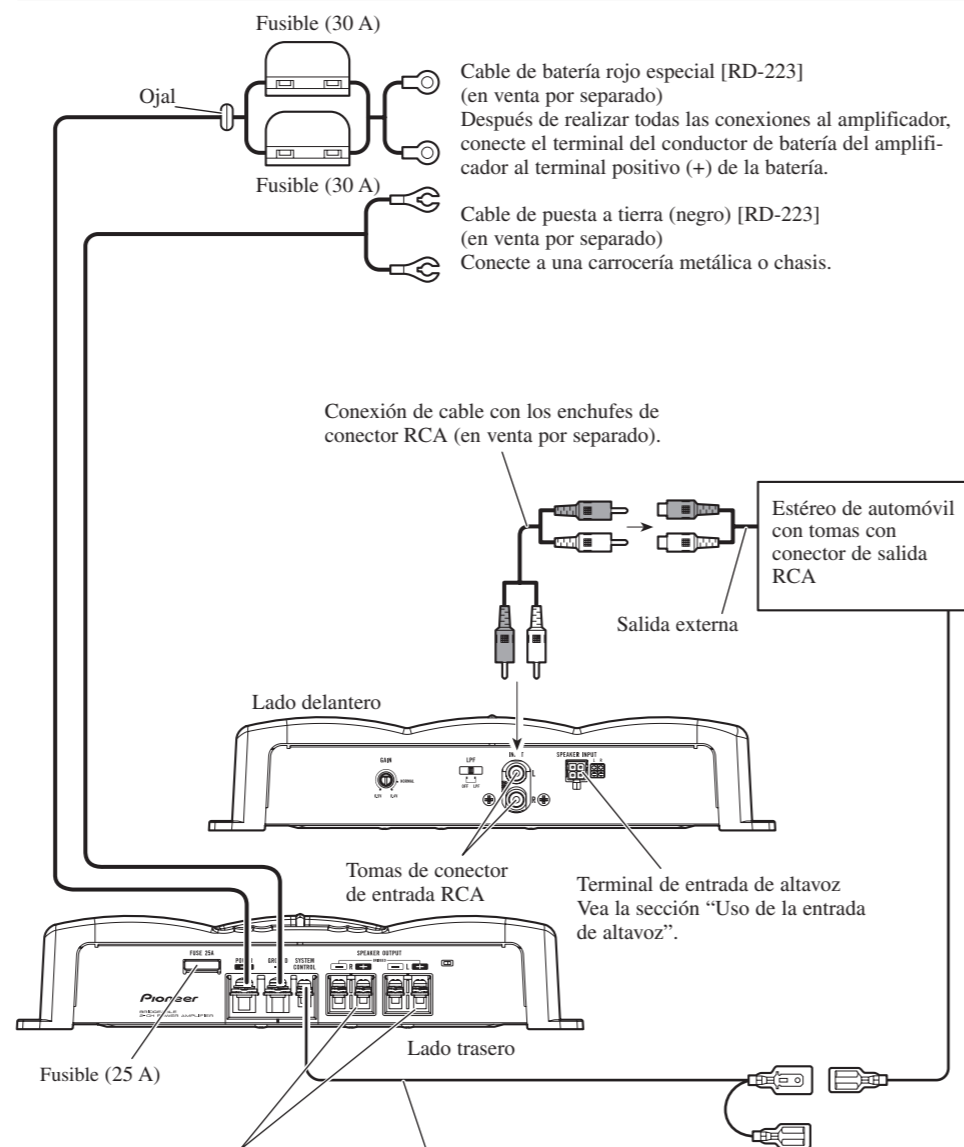 Fusible (30 A)
Ojal
Fusible (30 A)
Cable de batería rojo especial [RD-223]
(en venta por separado)
Después de realizar todas las conexiones al amplificador,
conecte el terminal del conductor de batería del amplifi-
cador al terminal positivo (+) de la batería.
Cable de puesta a tierra (negro) [RD-223]
(en venta por separado)
Conecte a una carrocería metálica o chasis.
Conexión de cable con los enchufes de
conector RCA (en venta por separado).
Estéreo de automóvil
con tomas con
conector de salida
RCA
Salida externa
Lado delantero
GAIN
NORMAL
LPF
OFF LPF
L
R
SPEAKER INPUT
Tomas de conector
de entrada RCA
Terminal de entrada de altavoz
Vea la sección “Uso de la entrada
de altavoz”.
FUSE 25A
SYSTEM
CONTROL
SPEAKER OUTPUT
− R +
− L +
Pioneer
Lado trasero
Fusible (25 A)